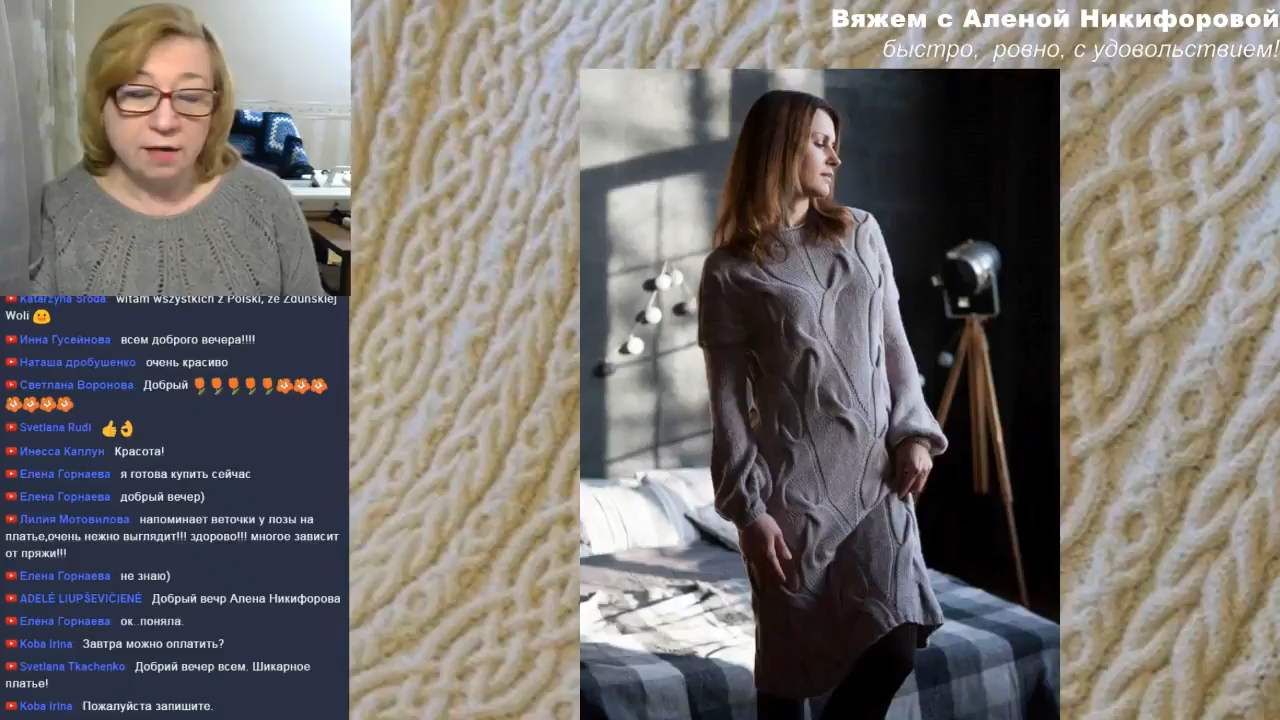 Вяжем с Аленой Никифоровой
быстро, ровно, с удовольствием!
Katarzyna Sroda: witam wszystkich z Polski, ze Zdunskiej
Woli
Инна Гусейнова всем доброго вечера!!!!
Наташа дробушенко очень красиво
Светлана Воронова Добрый
Svetlana Rudi
Инесса Каплун Красота!
Елена Горнаева я готова купить сейчас
Елена Горнаева добрый вечер)
Лилия Мотовилова напоминает веточки у лозы на
платье,очень нежно выглядит!!! здорово!!! многое зависит
от пряжи!!!
Елена Горнаева не знаю)
ADELĖ LIUPŠEVIČIENĖ Добрый вечр Алена Никифорова
Елена Горнаева ок..поняла.
Koba Irina: Завтра можно оплатить?
Svetlana Tkachenko Добрий вечер всем. Шикарное
платье!
Koba Irina: Пожалуйста запишите.